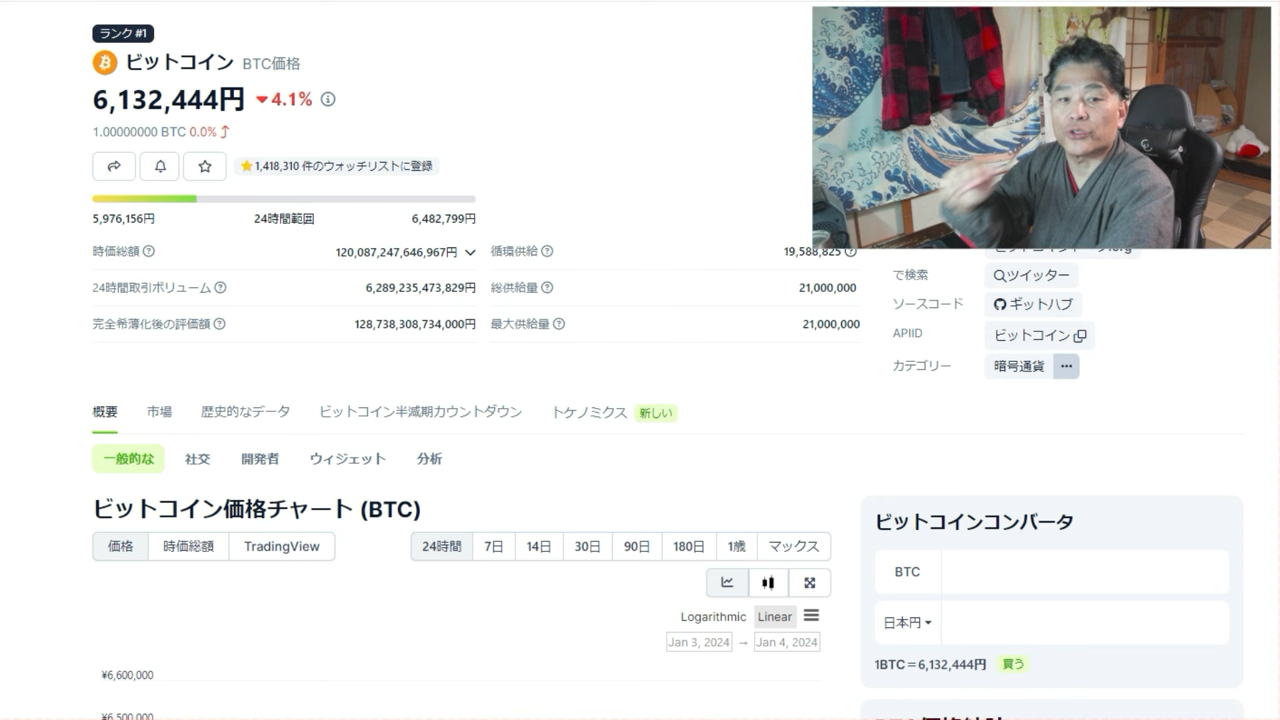 ランク #1
ビットコイン BTC価格
6,132,444円 4.1%
1.00000000 BTC 0.0%
1,418,310 件のウォッチリストに登録
5,976,156円 24時間範囲 6,482,799円
時価総額 120,087,247,646,967円
24時間取引ボリューム 6,289,235,473,829円
完全希薄化後の評価額 128,738,308,734,000円
循環供給 19,588,825
総供給量 21,000,000
最大供給量 21,000,000
で検索 ツイッター
ソースコード ギットハブ
APIID ビットコイン
カテゴリー 暗号通貨 •••
概要 市場 歴史的なデータ ビットコイン半減期カウントダウン トケノミクス 新しい
一般的な 社交 開発者 ウィジェット 分析
ビットコイン価格チャート (BTC)
価格 時価総額 TradingView
24時間 7日 14日 30日 90日 180日 1歳 マックス
Logarithmic Linear
Jan 3, 2024 → Jan 4, 2024
¥6,600,000
¥6,500,000
ビットコインコンバータ
BTC
日本円
1BTC＝6,132,444円 買う